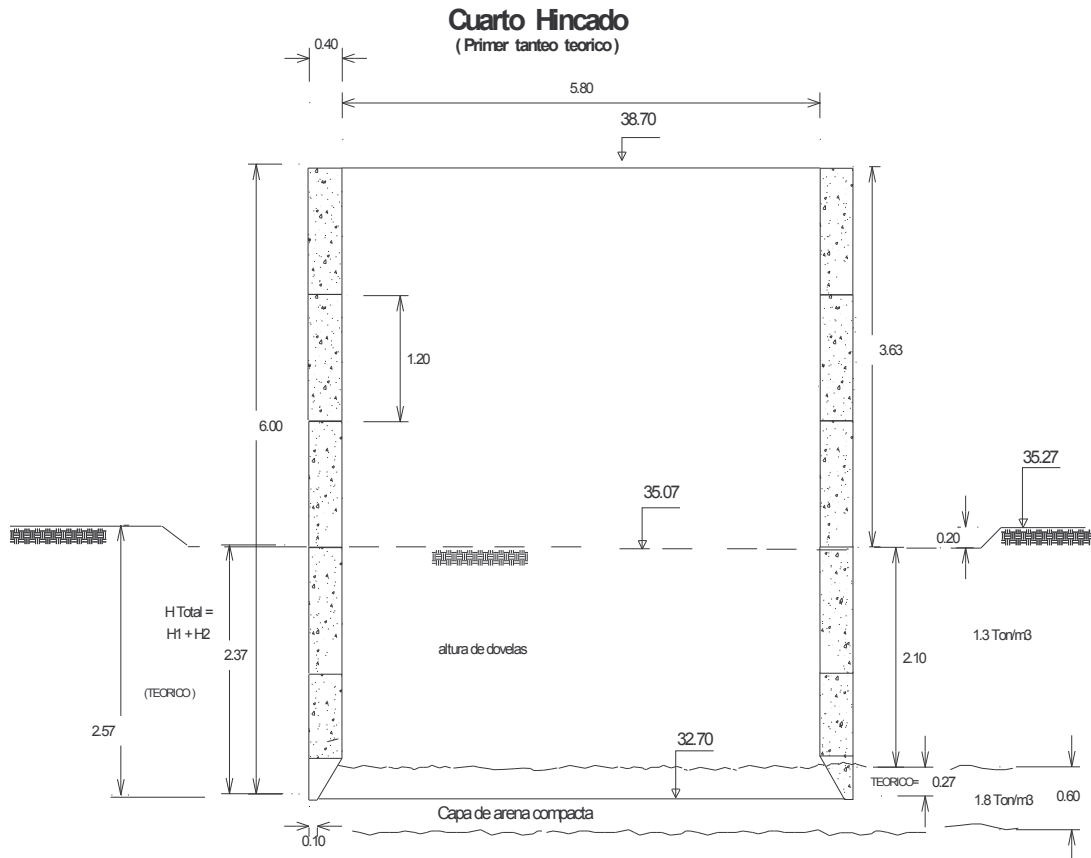 Cuarto Hincado
( Primer tanteo teorico )
0.40
5.80
38.70
1.20
3.63
6.00
35.27
35.07
0.20
H Total =
H1 + H2
1.3 Ton/m3
altura de dovelas
2.37
2.10
(TEORICO )
2.57
32.70
TEORICO=
0.27
1.8 Ton/m3
0.60
Capa de arena compacta
0.10